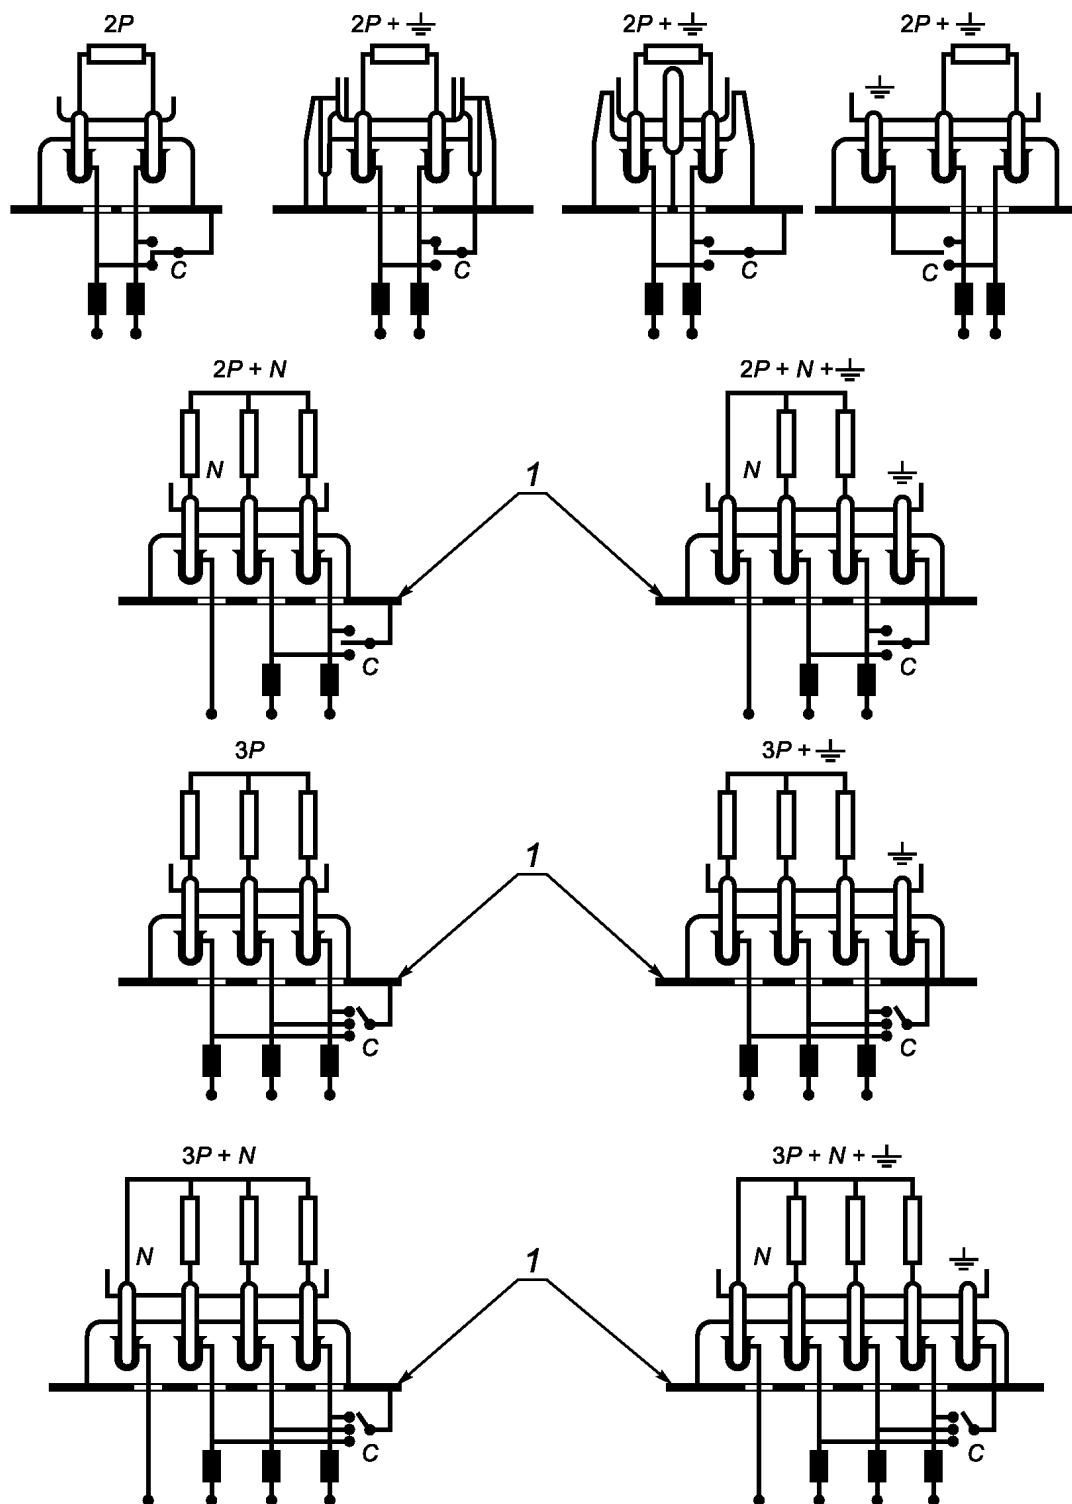 2P 2P + ⏚ 2P + ⏚ 2P + ⏚
⏚
C C C C
2P + N 2P + N + ⏚
N 1 N ⏚
C C
3P 3P + ⏚
1 ⏚
C C
3P + N 3P + N + ⏚
N 1 N ⏚
C C